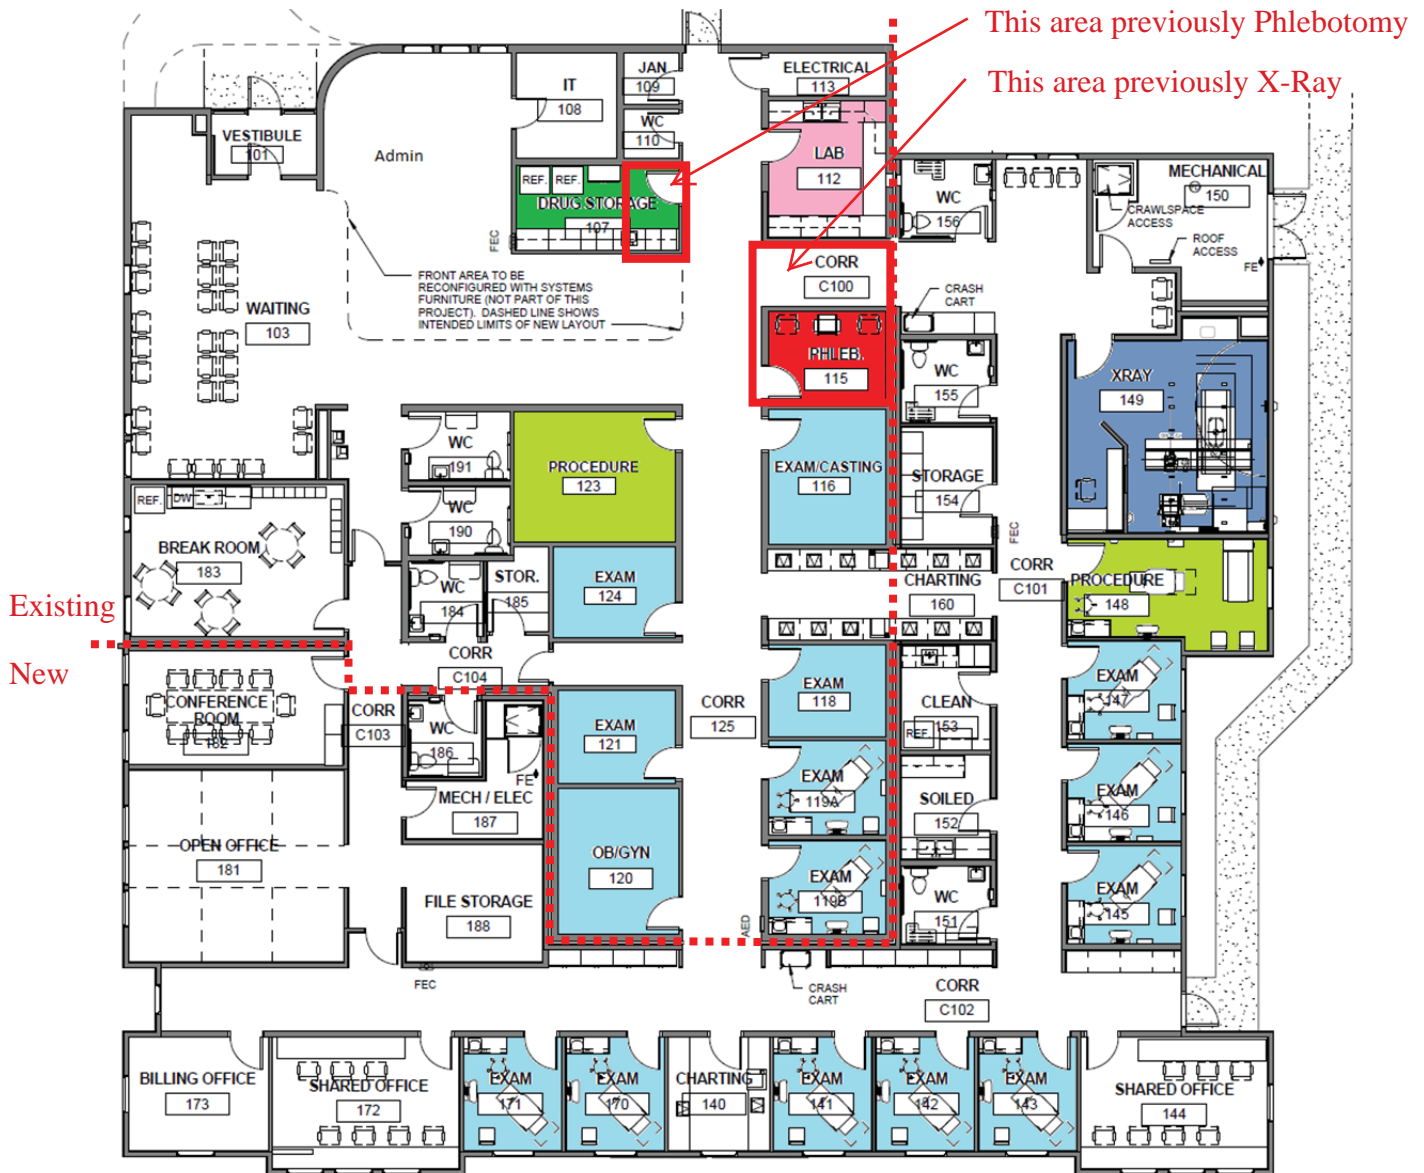 This area previously Phlebotomy
This area previously X-Ray
JAN
109
ELECTRICAL
113
IT
108
WC
110
VESTIBULE
101
Admin
LAB
112
REF.
REF.
DRUG STORAGE
107
FEC
WC
156
MECHANICAL
150
CRAWLSPACE
ACCESS
ROOF
ACCESS
FE
FRONT AREA TO BE
RECONFIGURED WITH SYSTEMS
FURNITURE (NOT PART OF THIS
PROJECT). DASHED LINE SHOWS
INTENDED LIMITS OF NEW LAYOUT
CORR
C100
CRASH
CART
WAITING
103
PHLEB.
115
WC
155
XRAY
149
WC
191
PROCEDURE
123
EXAM/CASTING
116
STORAGE
154
FEC
REF.
DW
WC
190
BREAK ROOM
183
WC
184
STOR.
185
EXAM
124
CHARTING
160
CORR
C101
PROCEDURE
148
Existing
New
CORR
C104
CONFERENCE
ROOM
182
CORR
C103
WC
186
FE
EXAM
121
CORR
125
EXAM
118
CLEAN
153
REF.
EXAM
147
MECH / ELEC
187
EXAM
119A
SOILED
152
EXAM
146
OPEN OFFICE
181
OB/GYN
120
FILE STORAGE
188
EXAM
119B
AED
WC
151
EXAM
145
FEC
CRASH
CART
CORR
C102
BILLING OFFICE
173
SHARED OFFICE
172
EXAM
171
EXAM
170
CHARTING
140
EXAM
141
EXAM
142
EXAM
143
SHARED OFFICE
144